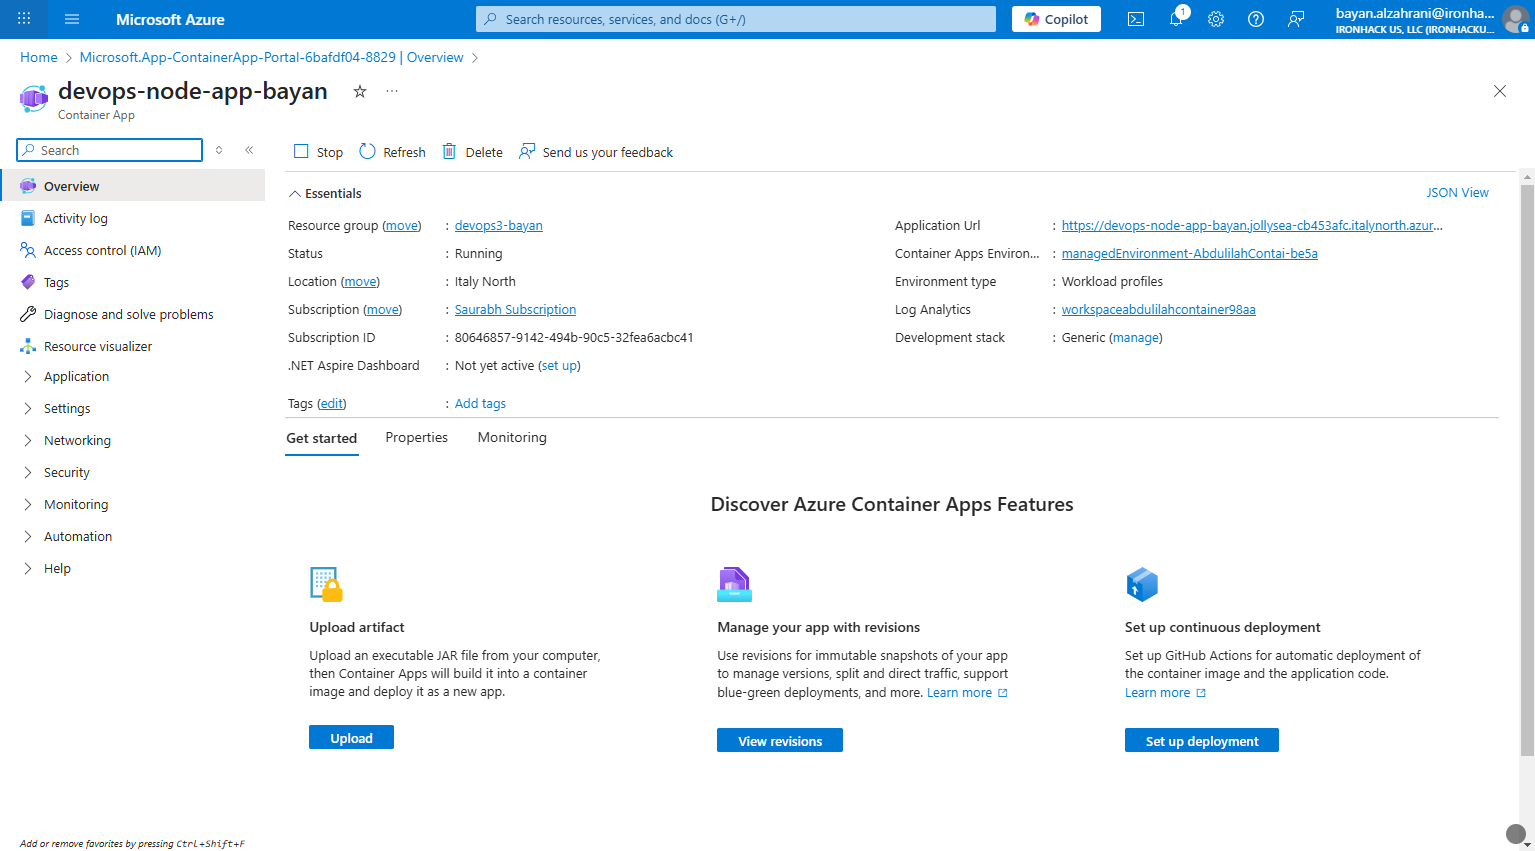 Microsoft Azure
Search resources, services, and docs (G+/)
Copilot
1
bayan.alzahrani@ironha...
IRONHACK US, LLC (IRONHACKU...
Home > Microsoft.App-ContainerApp-Portal-6bafdf04-8829 | Overview >
devops-node-app-bayan
Container App
Search
Stop Refresh Delete Send us your feedback
Overview
Activity log
Access control (IAM)
Tags
Diagnose and solve problems
Resource visualizer
Application
Settings
Networking
Security
Monitoring
Automation
Help
Essentials
JSON View
Resource group (move) : devops3-bayan
Status : Running
Location (move) : Italy North
Subscription (move) : Saurabh Subscription
Subscription ID : 80646857-9142-494b-90c5-32fea6acbc41
.NET Aspire Dashboard : Not yet active (set up)
Tags (edit) : Add tags
Application Url : https://devops-node-app-bayan.jollysea-cb453afc.italynorth.azur...
Container Apps Environ... : managedEnvironment-AbdulilahContai-be5a
Environment type : Workload profiles
Log Analytics : workspaceabdulilahcontainer98aa
Development stack : Generic (manage)
Get started Properties Monitoring
Discover Azure Container Apps Features
Upload artifact
Upload an executable JAR file from your computer,
then Container Apps will build it into a container
image and deploy it as a new app.
Upload
Manage your app with revisions
Use revisions for immutable snapshots of your app
to manage versions, split and direct traffic, support
blue-green deployments, and more. Learn more
View revisions
Set up continuous deployment
Set up GitHub Actions for automatic deployment of
the container image and the application code.
Learn more
Set up deployment
Add or remove favorites by pressing Ctrl+Shift+F